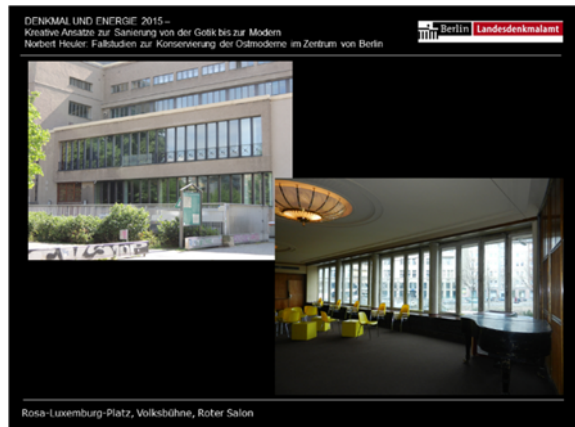 DENKMAL UND ENERGIE 2015 –
Kreative Ansätze zur Sanierung von der Gotik bis zur Modern
Norbert Heuler: Fallstudien zur Konservierung der Ostmoderne im Zentrum von Berlin
Berlin Landesdenkmalamt
Rosa-Luxemburg-Platz, Volksbühne, Roter Salon